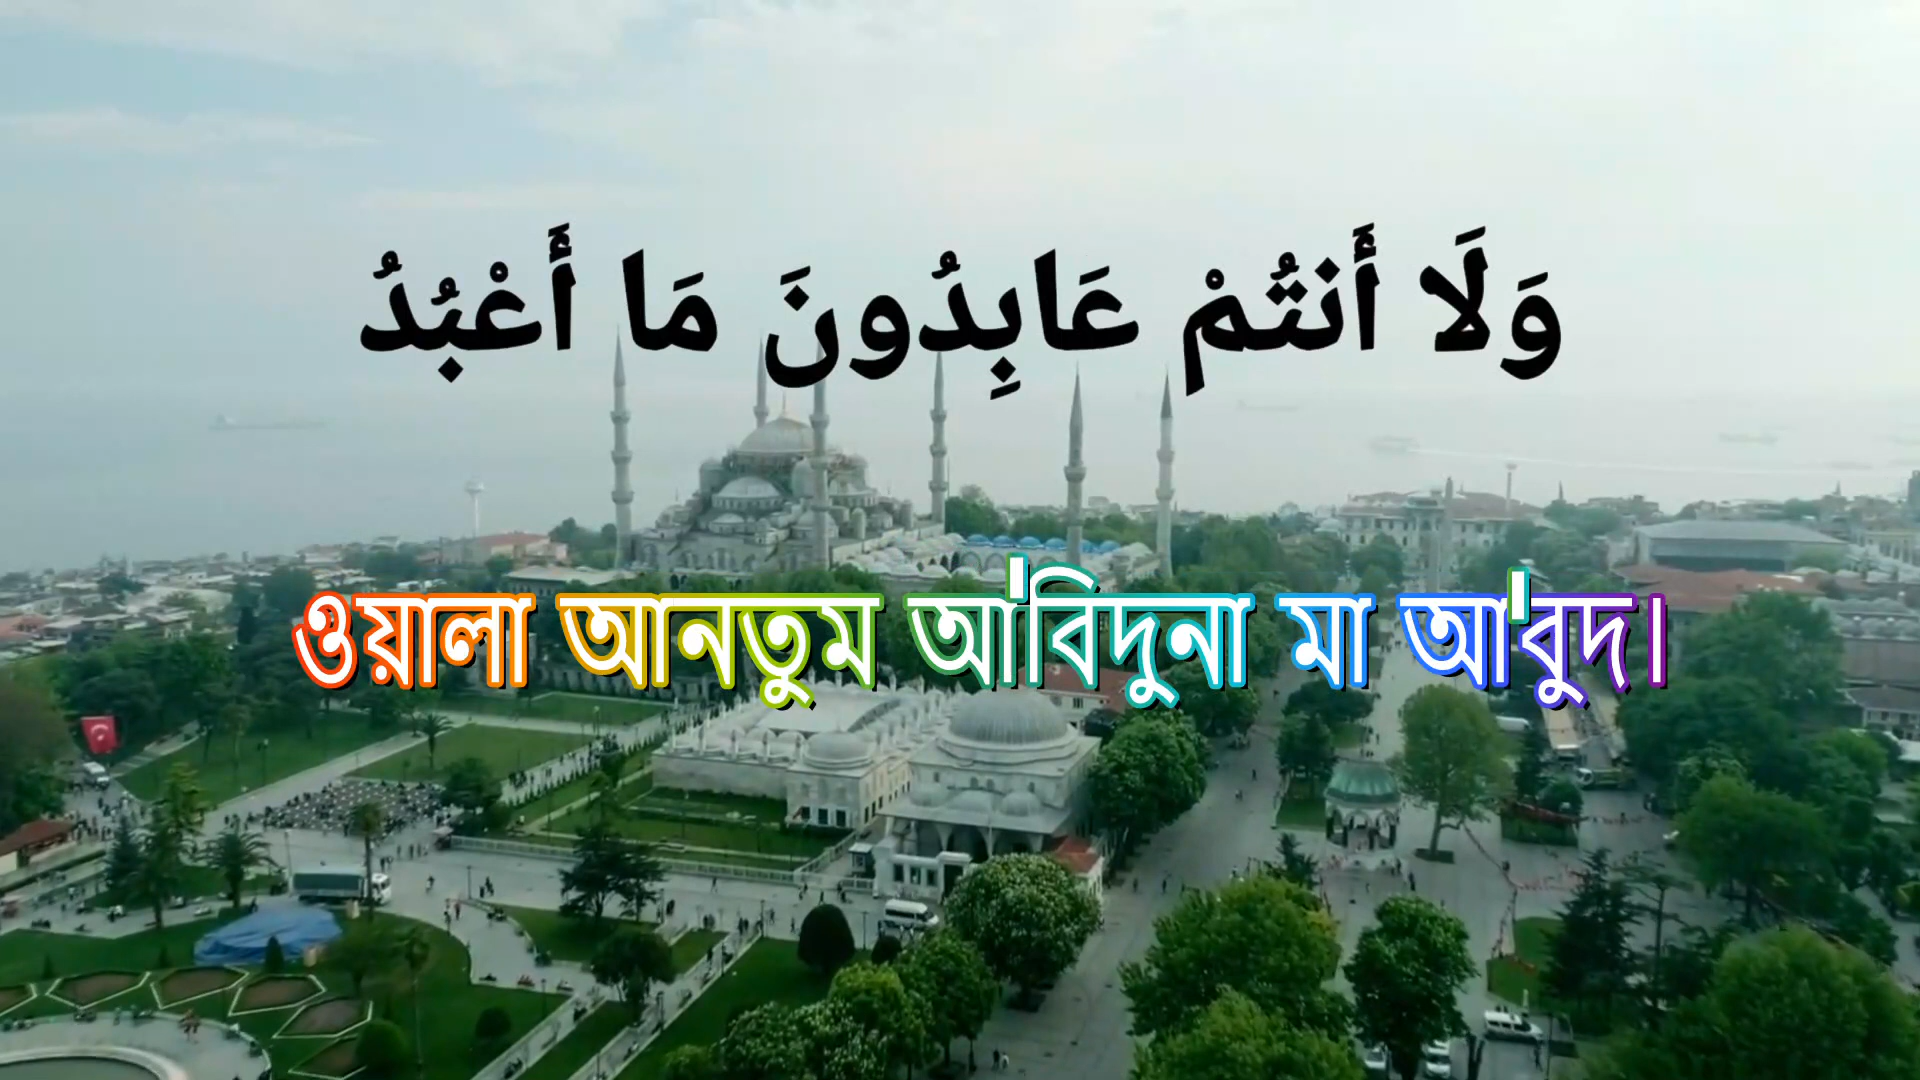 وَلَا أَنتُمْ عَابِدُونَ مَا أَعْبُدُ
ওয়ালা আনতুম আ'বিদুনা মা আ'বুদ।